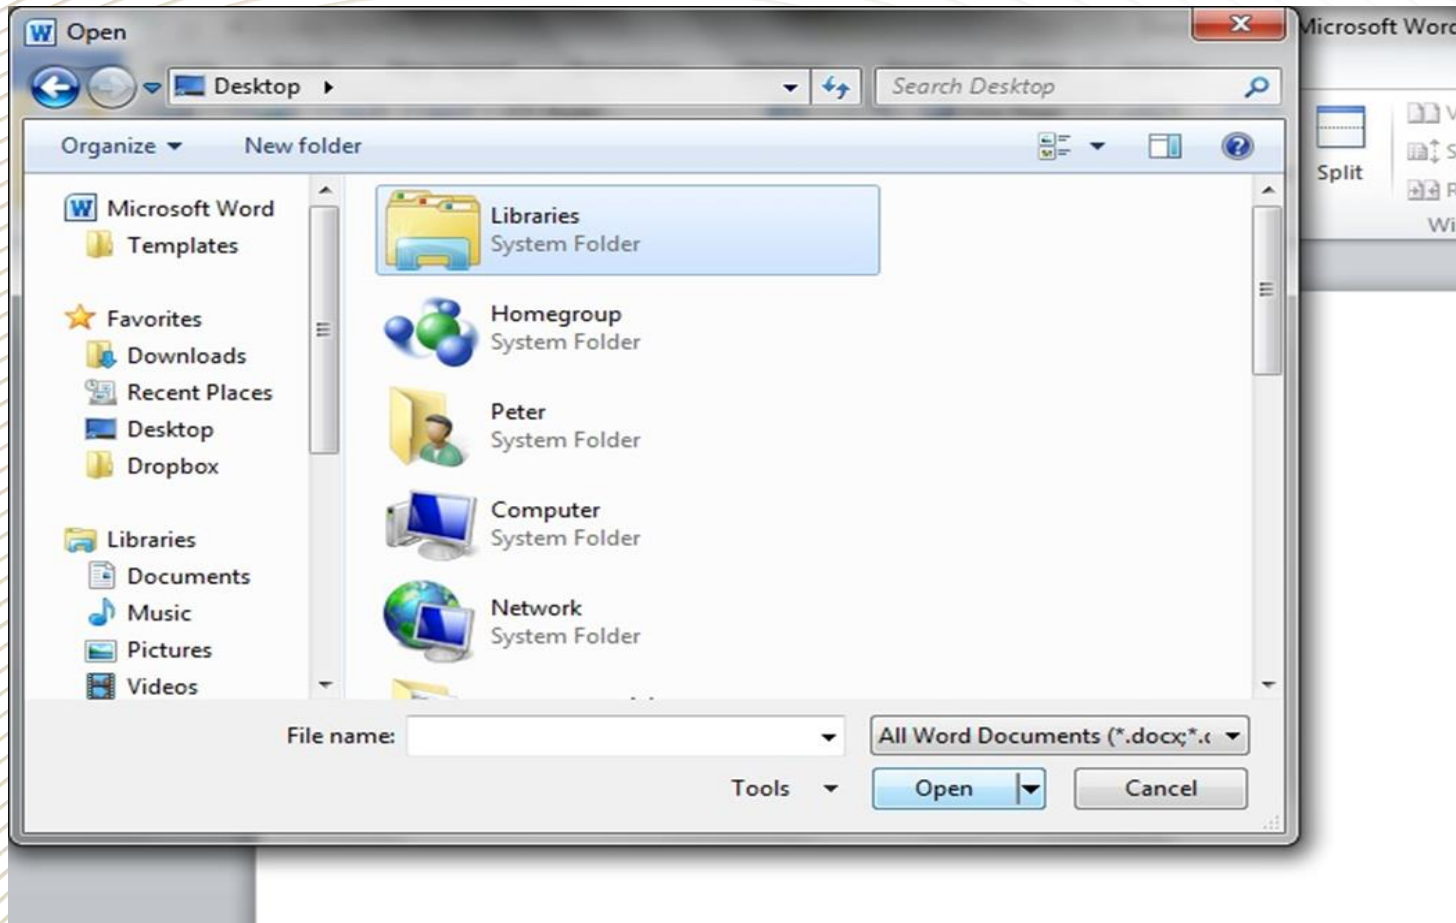 Open
Microsoft Word
Desktop
Search Desktop
Organize
New folder
Split
Microsoft Word
Templates
Favorites
Downloads
Recent Places
Desktop
Dropbox
Libraries
Documents
Music
Pictures
Videos
Libraries
System Folder
Homegroup
System Folder
Peter
System Folder
Computer
System Folder
Network
System Folder
File name:
All Word Documents (*.docx;*.
Tools
Open
Cancel